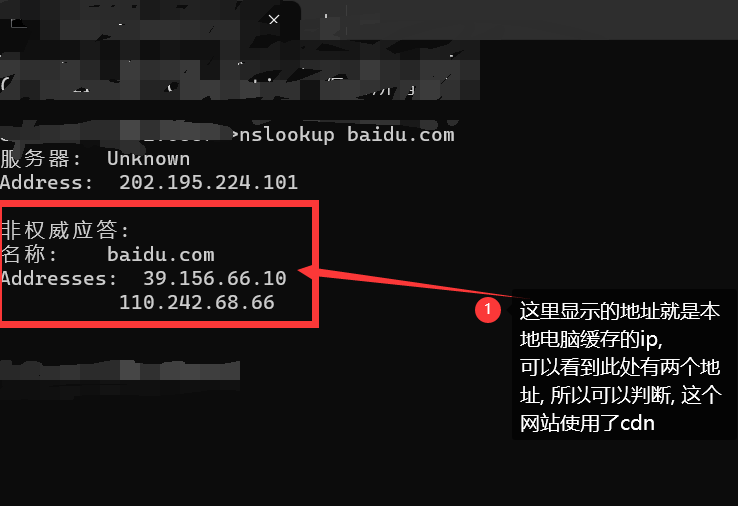 >nslookup baidu.com
服务器: Unknown
Address: 202.195.224.101
非权威应答:
名称: baidu.com
Addresses: 39.156.66.10
110.242.68.66
1
这里显示的地址就是本
地电脑缓存的ip,
可以看到此处有两个地
址, 所以可以判断, 这个
网站使用了cdn